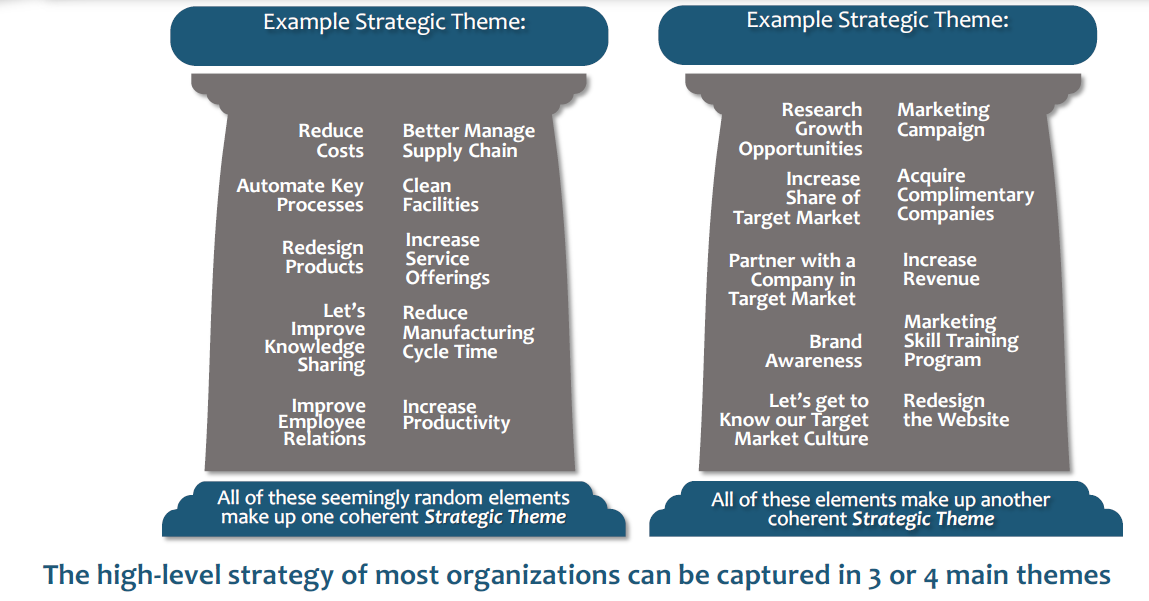 Example Strategic Theme:
Reduce
Costs
Better Manage
Supply Chain
Automate Key
Processes
Clean
Facilities
Redesign
Products
Increase
Service
Offerings
Let's
Improve
Knowledge
Sharing
Reduce
Manufacturing
Cycle Time
Improve
Employee
Relations
Increase
Productivity
All of these seemingly random elements
make up one coherent Strategic Theme
Example Strategic Theme:
Research
Growth
Opportunities
Marketing
Campaign
Increase
Share of
Target Market
Acquire
Complimentary
Companies
Partner with a
Company in
Target Market
Increase
Revenue
Brand
Awareness
Marketing
Skill Training
Program
Let's get to
Know our Target
Market Culture
Redesign
the Website
All of these elements make up another
coherent Strategic Theme
The high-level strategy of most organizations can be captured in 3 or 4 main themes